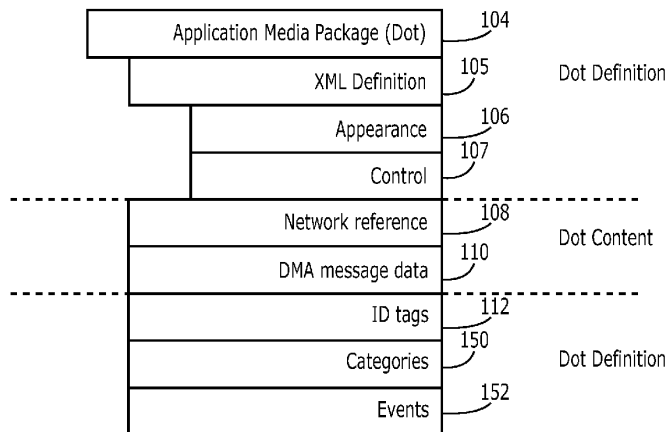 Application Media Package (Dot) 104
XML Definition 105
Dot Definition
Appearance 106
Control 107
Network reference 108
Dot Content
DMA message data 110
ID tags 112
Categories 150
Dot Definition
Events 152